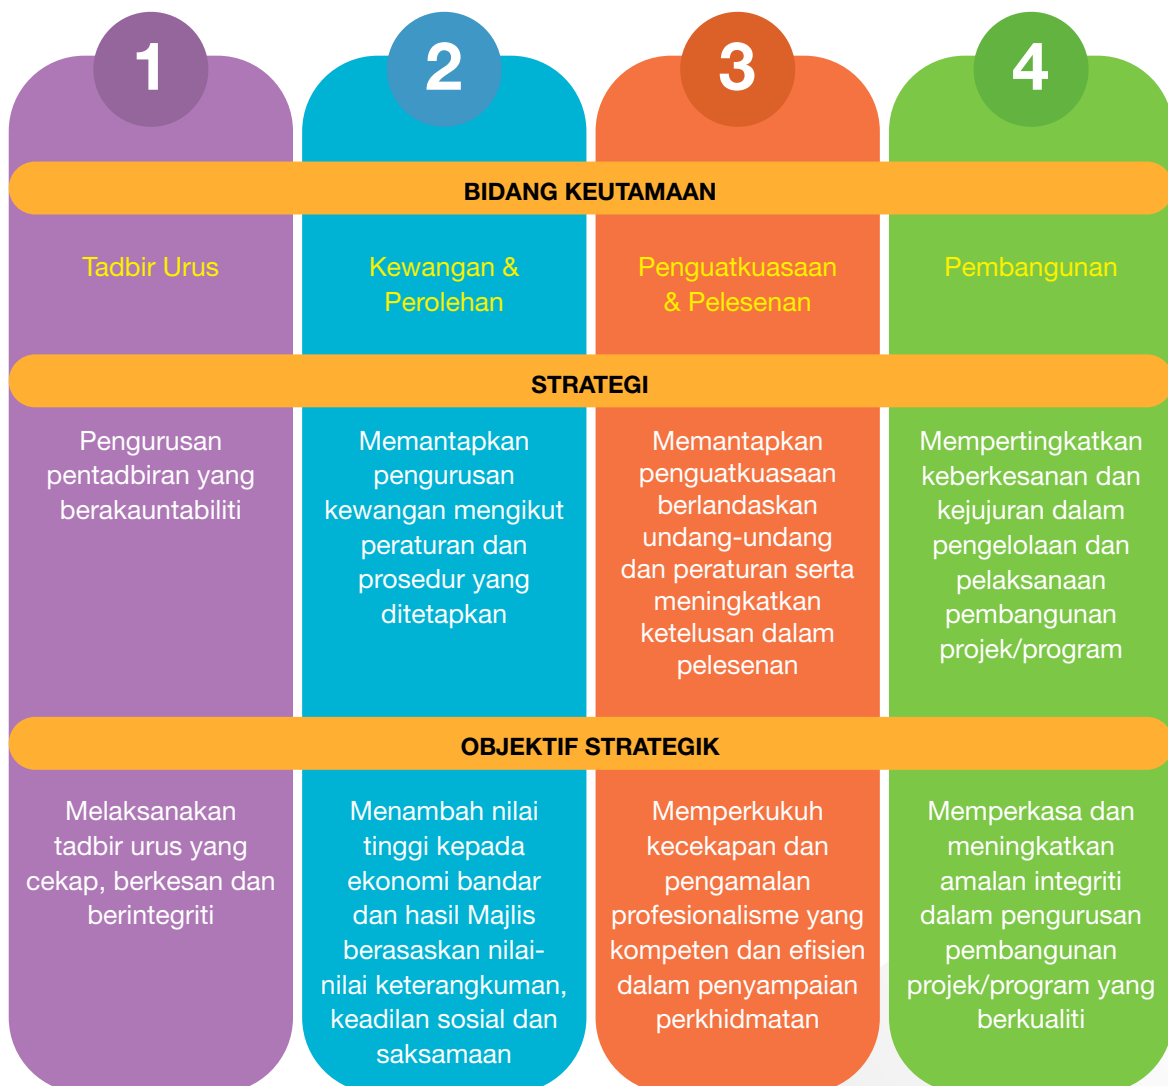 1
2
3
4
BIDANG KEUTAMAAN
Tadbir Urus
Kewangan &
Perolehan
Penguatkuasaan
& Pelesenan
Pembangunan
STRATEGI
Pengurusan
pentadbiran yang
berakauntabiliti
Memantapkan
pengurusan
kewangan mengikut
peraturan dan
prosedur yang
ditetapkan
Memantapkan
penguatkuasaan
berlandaskan
undang-undang
dan peraturan serta
meningkatkan
ketelusan dalam
pelesenan
Mempertingkatkan
keberkesanan dan
kejujuran dalam
pengelolaan dan
pelaksanaan
pembangunan
projek/program
OBJEKTIF STRATEGIK
Melaksanakan
tadbir urus yang
cekap, berkesan dan
berintegriti
Menambah nilai
tinggi kepada
ekonomi bandar
dan hasil Majlis
berasaskan nilai-
nilai keterangkuman,
keadilan sosial dan
saksamaan
Memperkukuh
kecekapan dan
pengamalan
profesionalisme yang
kompeten dan efisien
dalam penyampaian
perkhidmatan
Memperkasa dan
meningkatkan
amalan integriti
dalam pengurusan
pembangunan
projek/program yang
berkualiti